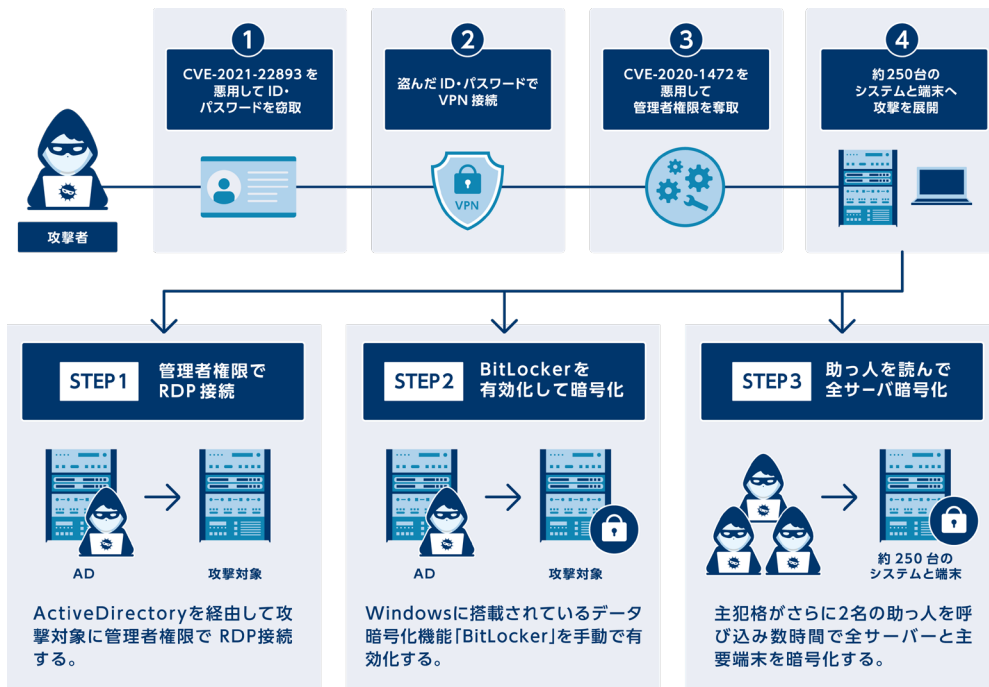 1
CVE-2021-22893を
悪用して ID・
パスワードを窃取
2
盗んだ ID・パスワードで
VPN 接続
3
CVE-2020-1472を
悪用して
管理者権限を奪取
4
約250台の
システムと端末へ
攻撃を展開
VPN
攻撃者
STEP1
管理者権限で
RDP 接続
AD
攻撃対象
ActiveDirectoryを経由して攻
撃対象に管理者権限で RDP接続
する。
STEP2
BitLockerを
有効化して暗号化
AD
攻撃対象
Windowsに搭載されているデータ
暗号化機能「BitLocker」を手動で有
効化する。
STEP3
助っ人を読んで
全サーバ暗号化
約 250 台の
システムと端末
主犯格がさらに2名の助っ人を呼
び込み数時間で全サーバーと主
要端末を暗号化する。